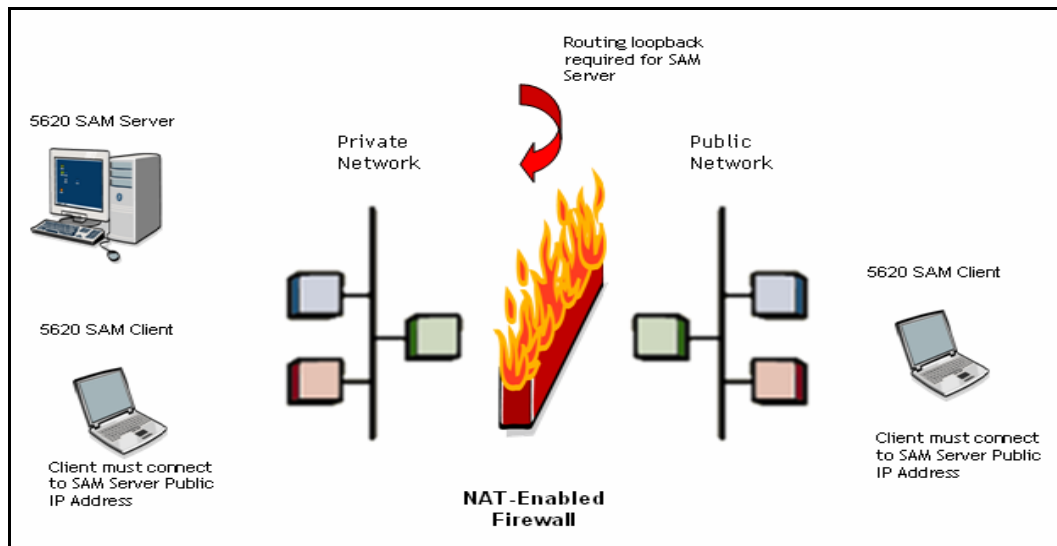 Routing loopback
required for SAM
Server
5620 SAM Server
Private
Network
Public
Network
5620 SAM Client
5620 SAM Client
Client must connect
to SAM Server Public
IP Address
Client must connect
to SAM Server Public
IP Address
NAT-Enabled
Firewall